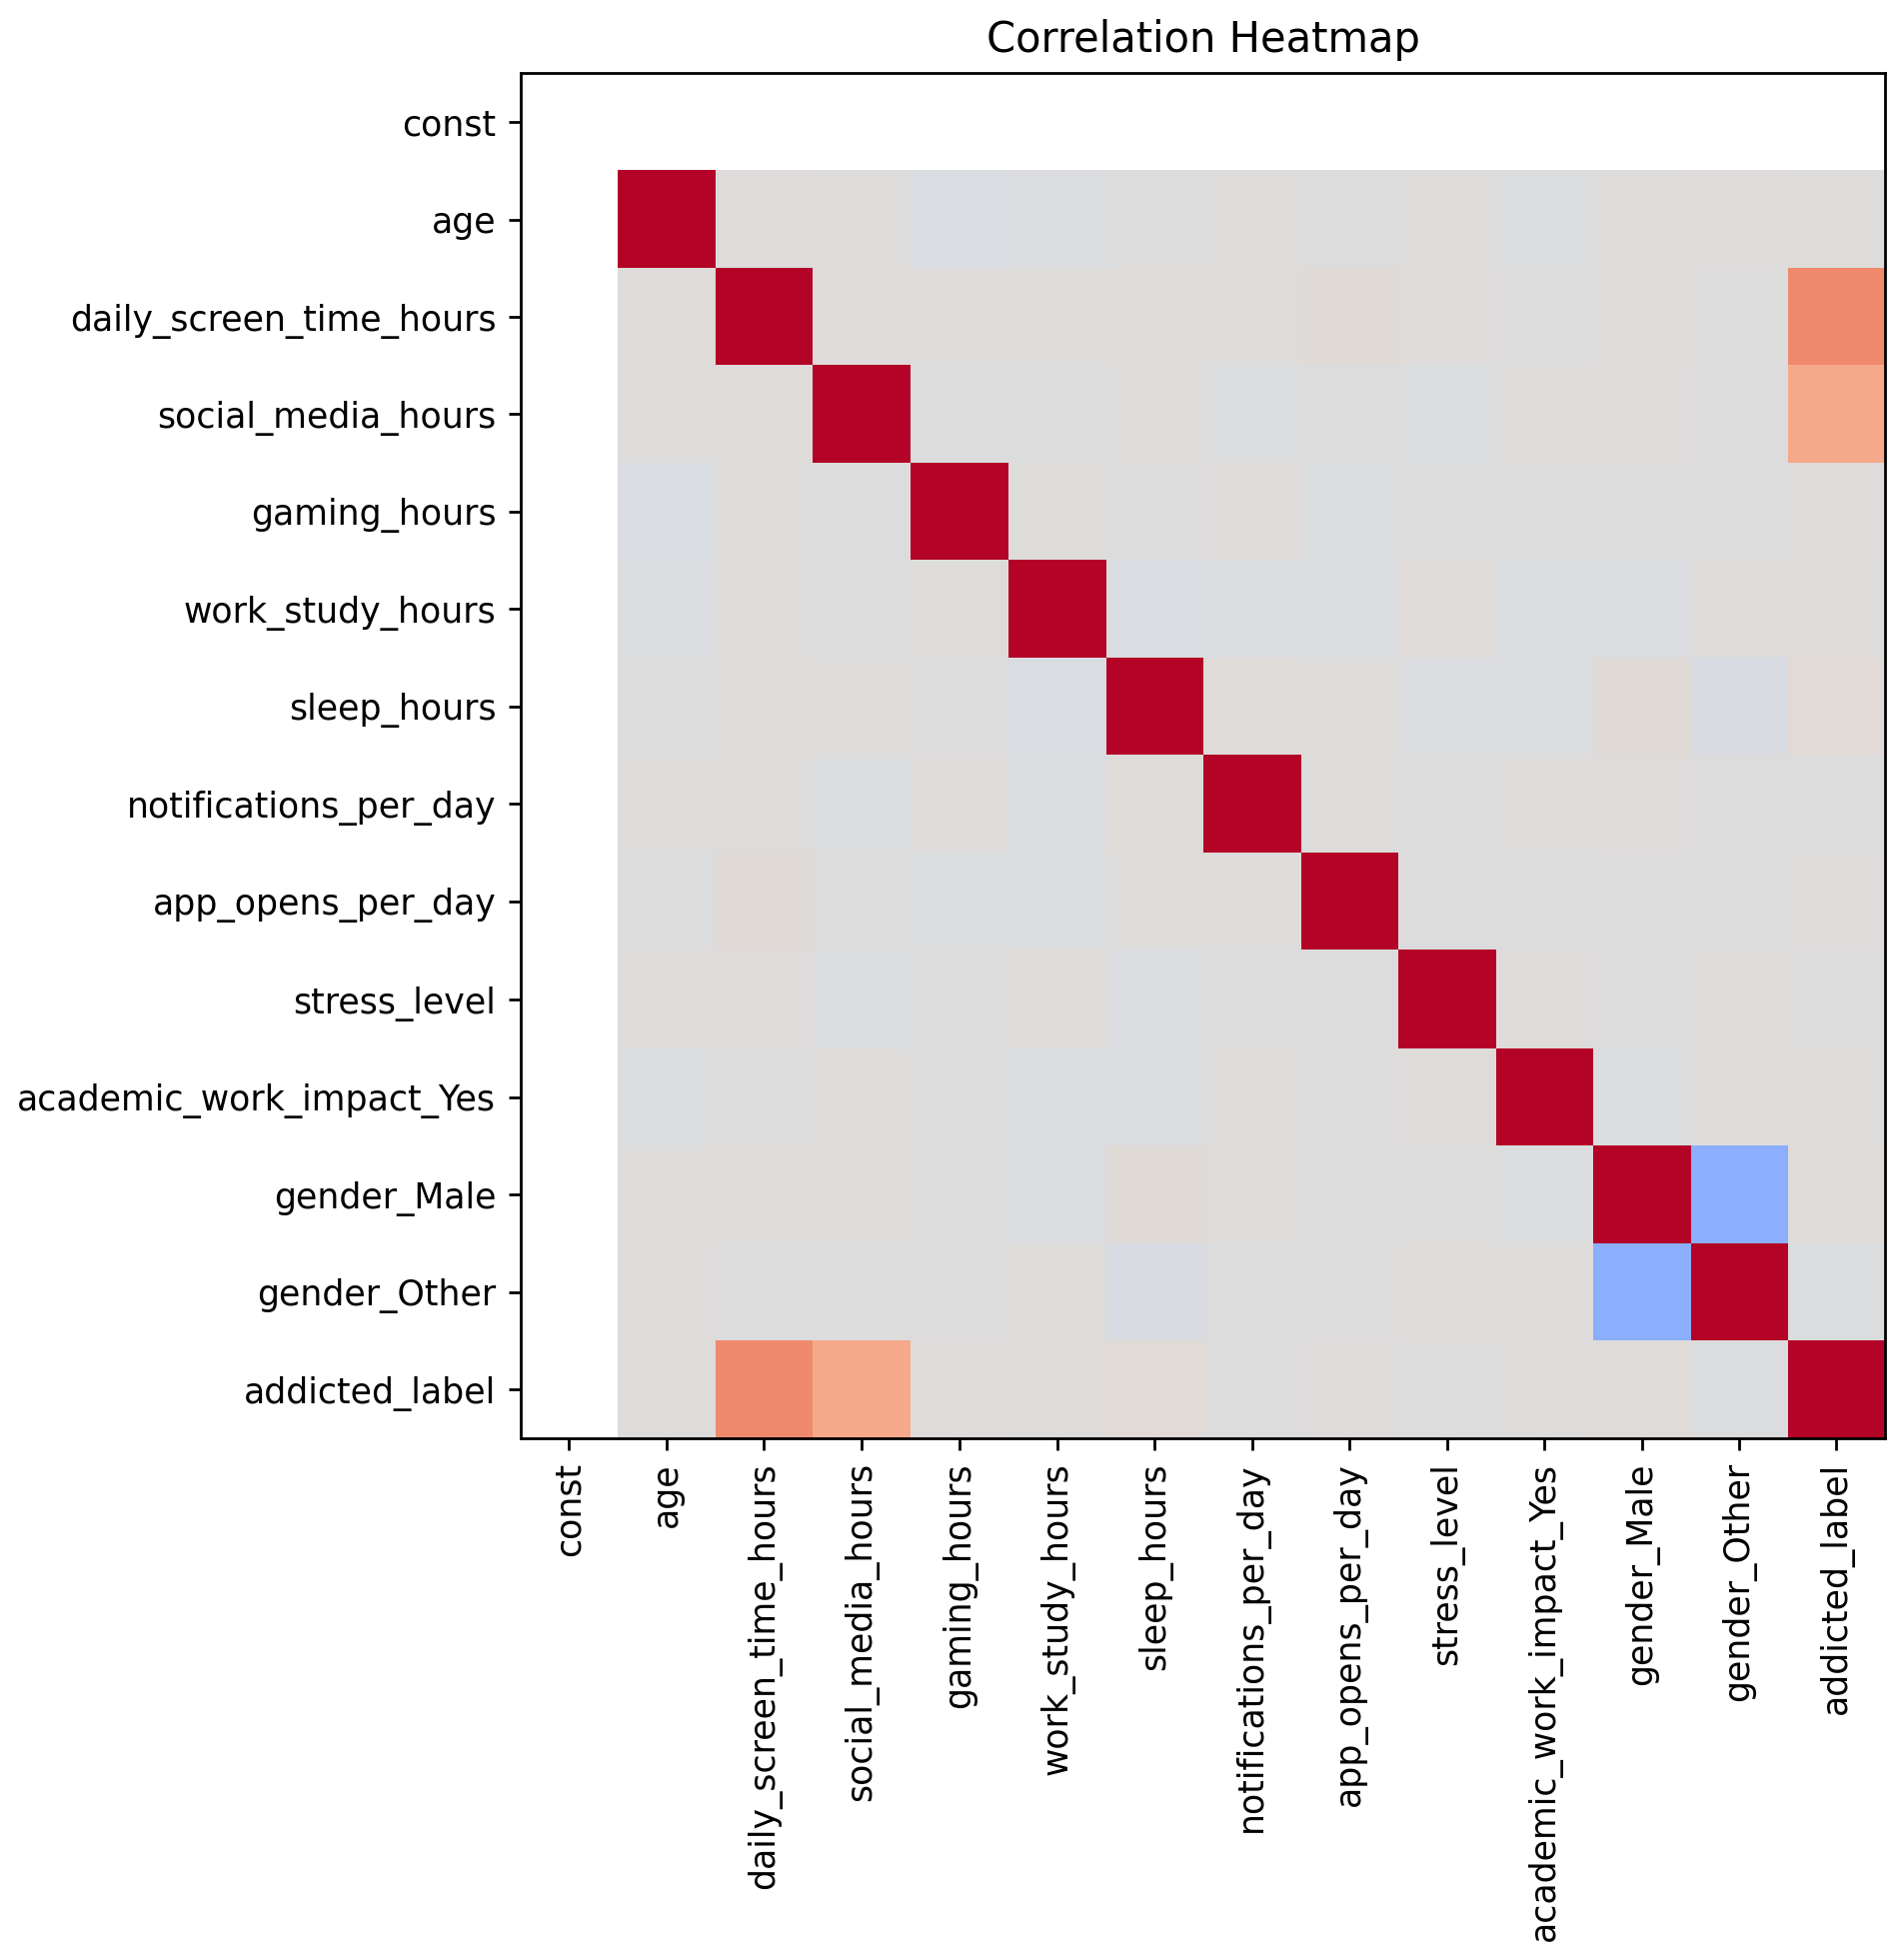 Correlation Heatmap
const
age
daily_screen_time_hours
social_media_hours
gaming_hours
work_study_hours
sleep_hours
notifications_per_day
app_opens_per_day
stress_level
academic_work_impact_Yes
gender_Male
gender_Other
addicted_label
const
age
daily_screen_time_hours
social_media_hours
gaming_hours
work_study_hours
sleep_hours
notifications_per_day
app_opens_per_day
stress_level
academic_work_impact_Yes
gender_Male
gender_Other
addicted_label